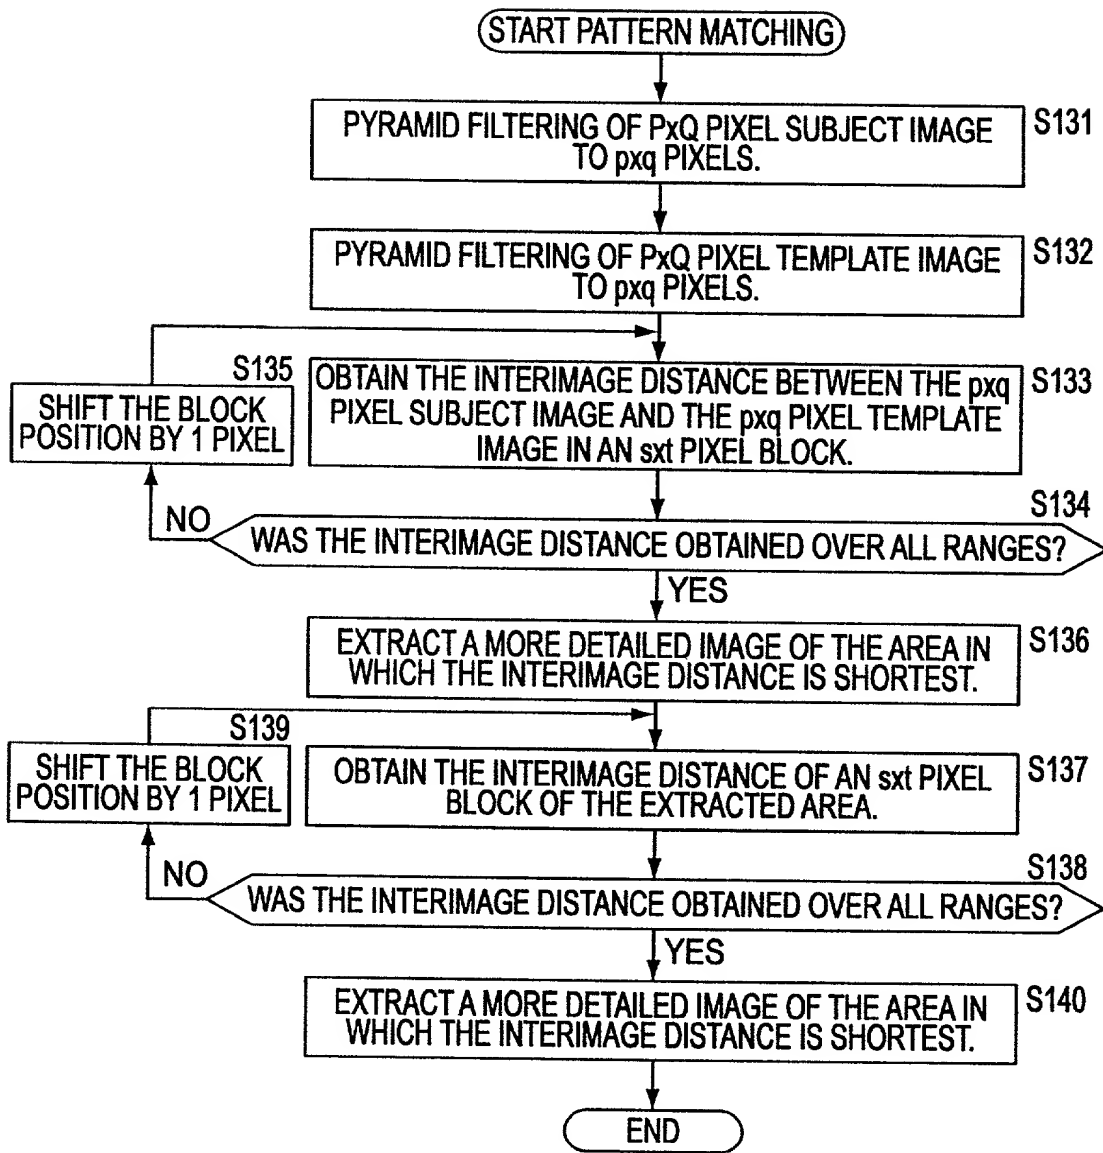 START PATTERN MATCHING
PYRAMID FILTERING OF PxQ PIXEL SUBJECT IMAGE
TO pxq PIXELS.
S131
PYRAMID FILTERING OF PxQ PIXEL TEMPLATE IMAGE
TO pxq PIXELS.
S132
S135
SHIFT THE BLOCK
POSITION BY 1 PIXEL
OBTAIN THE INTERIMAGE DISTANCE BETWEEN THE pxq
PIXEL SUBJECT IMAGE AND THE pxq PIXEL TEMPLATE
IMAGE IN AN sxt PIXEL BLOCK.
S133
S134
NO
WAS THE INTERIMAGE DISTANCE OBTAINED OVER ALL RANGES?
YES
EXTRACT A MORE DETAILED IMAGE OF THE AREA IN
WHICH THE INTERIMAGE DISTANCE IS SHORTEST.
S136
S139
SHIFT THE BLOCK
POSITION BY 1 PIXEL
OBTAIN THE INTERIMAGE DISTANCE OF AN sxt PIXEL
BLOCK OF THE EXTRACTED AREA.
S137
S138
NO
WAS THE INTERIMAGE DISTANCE OBTAINED OVER ALL RANGES?
YES
EXTRACT A MORE DETAILED IMAGE OF THE AREA IN
WHICH THE INTERIMAGE DISTANCE IS SHORTEST.
S140
END